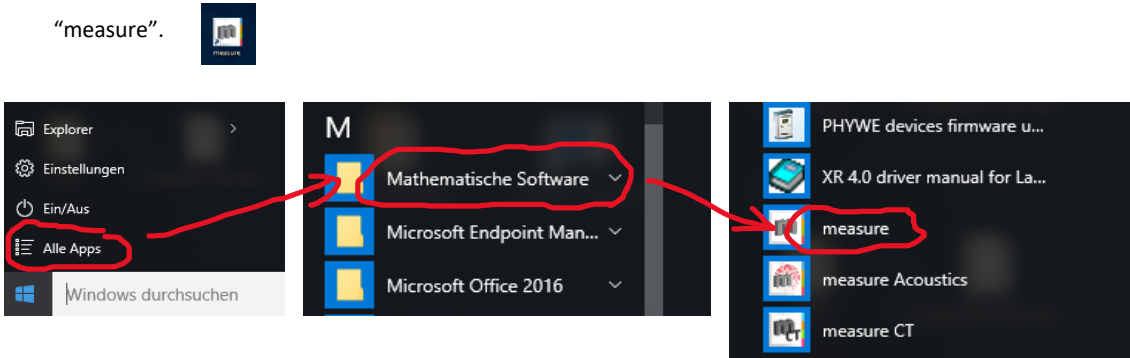 “measure”.
measure
Explorer
Einstellungen
Ein/Aus
Alle Apps
Windows durchsuchen
M
Mathematische Software
Microsoft Endpoint Man...
Microsoft Office 2016
PHYWE devices firmware u...
XR 4.0 driver manual for La...
m measure
m measure Acoustics
m CT measure CT